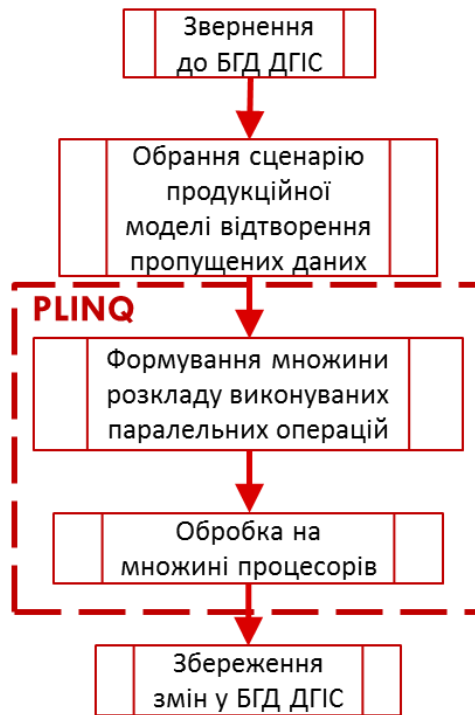 Звернення
до БГД ДГІС
Обрання сценарію
продукційної
моделі відтворення
пропущених даних
PLINQ
Формування множини
розкладу виконуваних
паралельних операцій
Обробка на
множині процесорів
Збереження
змін у БГД ДГІС